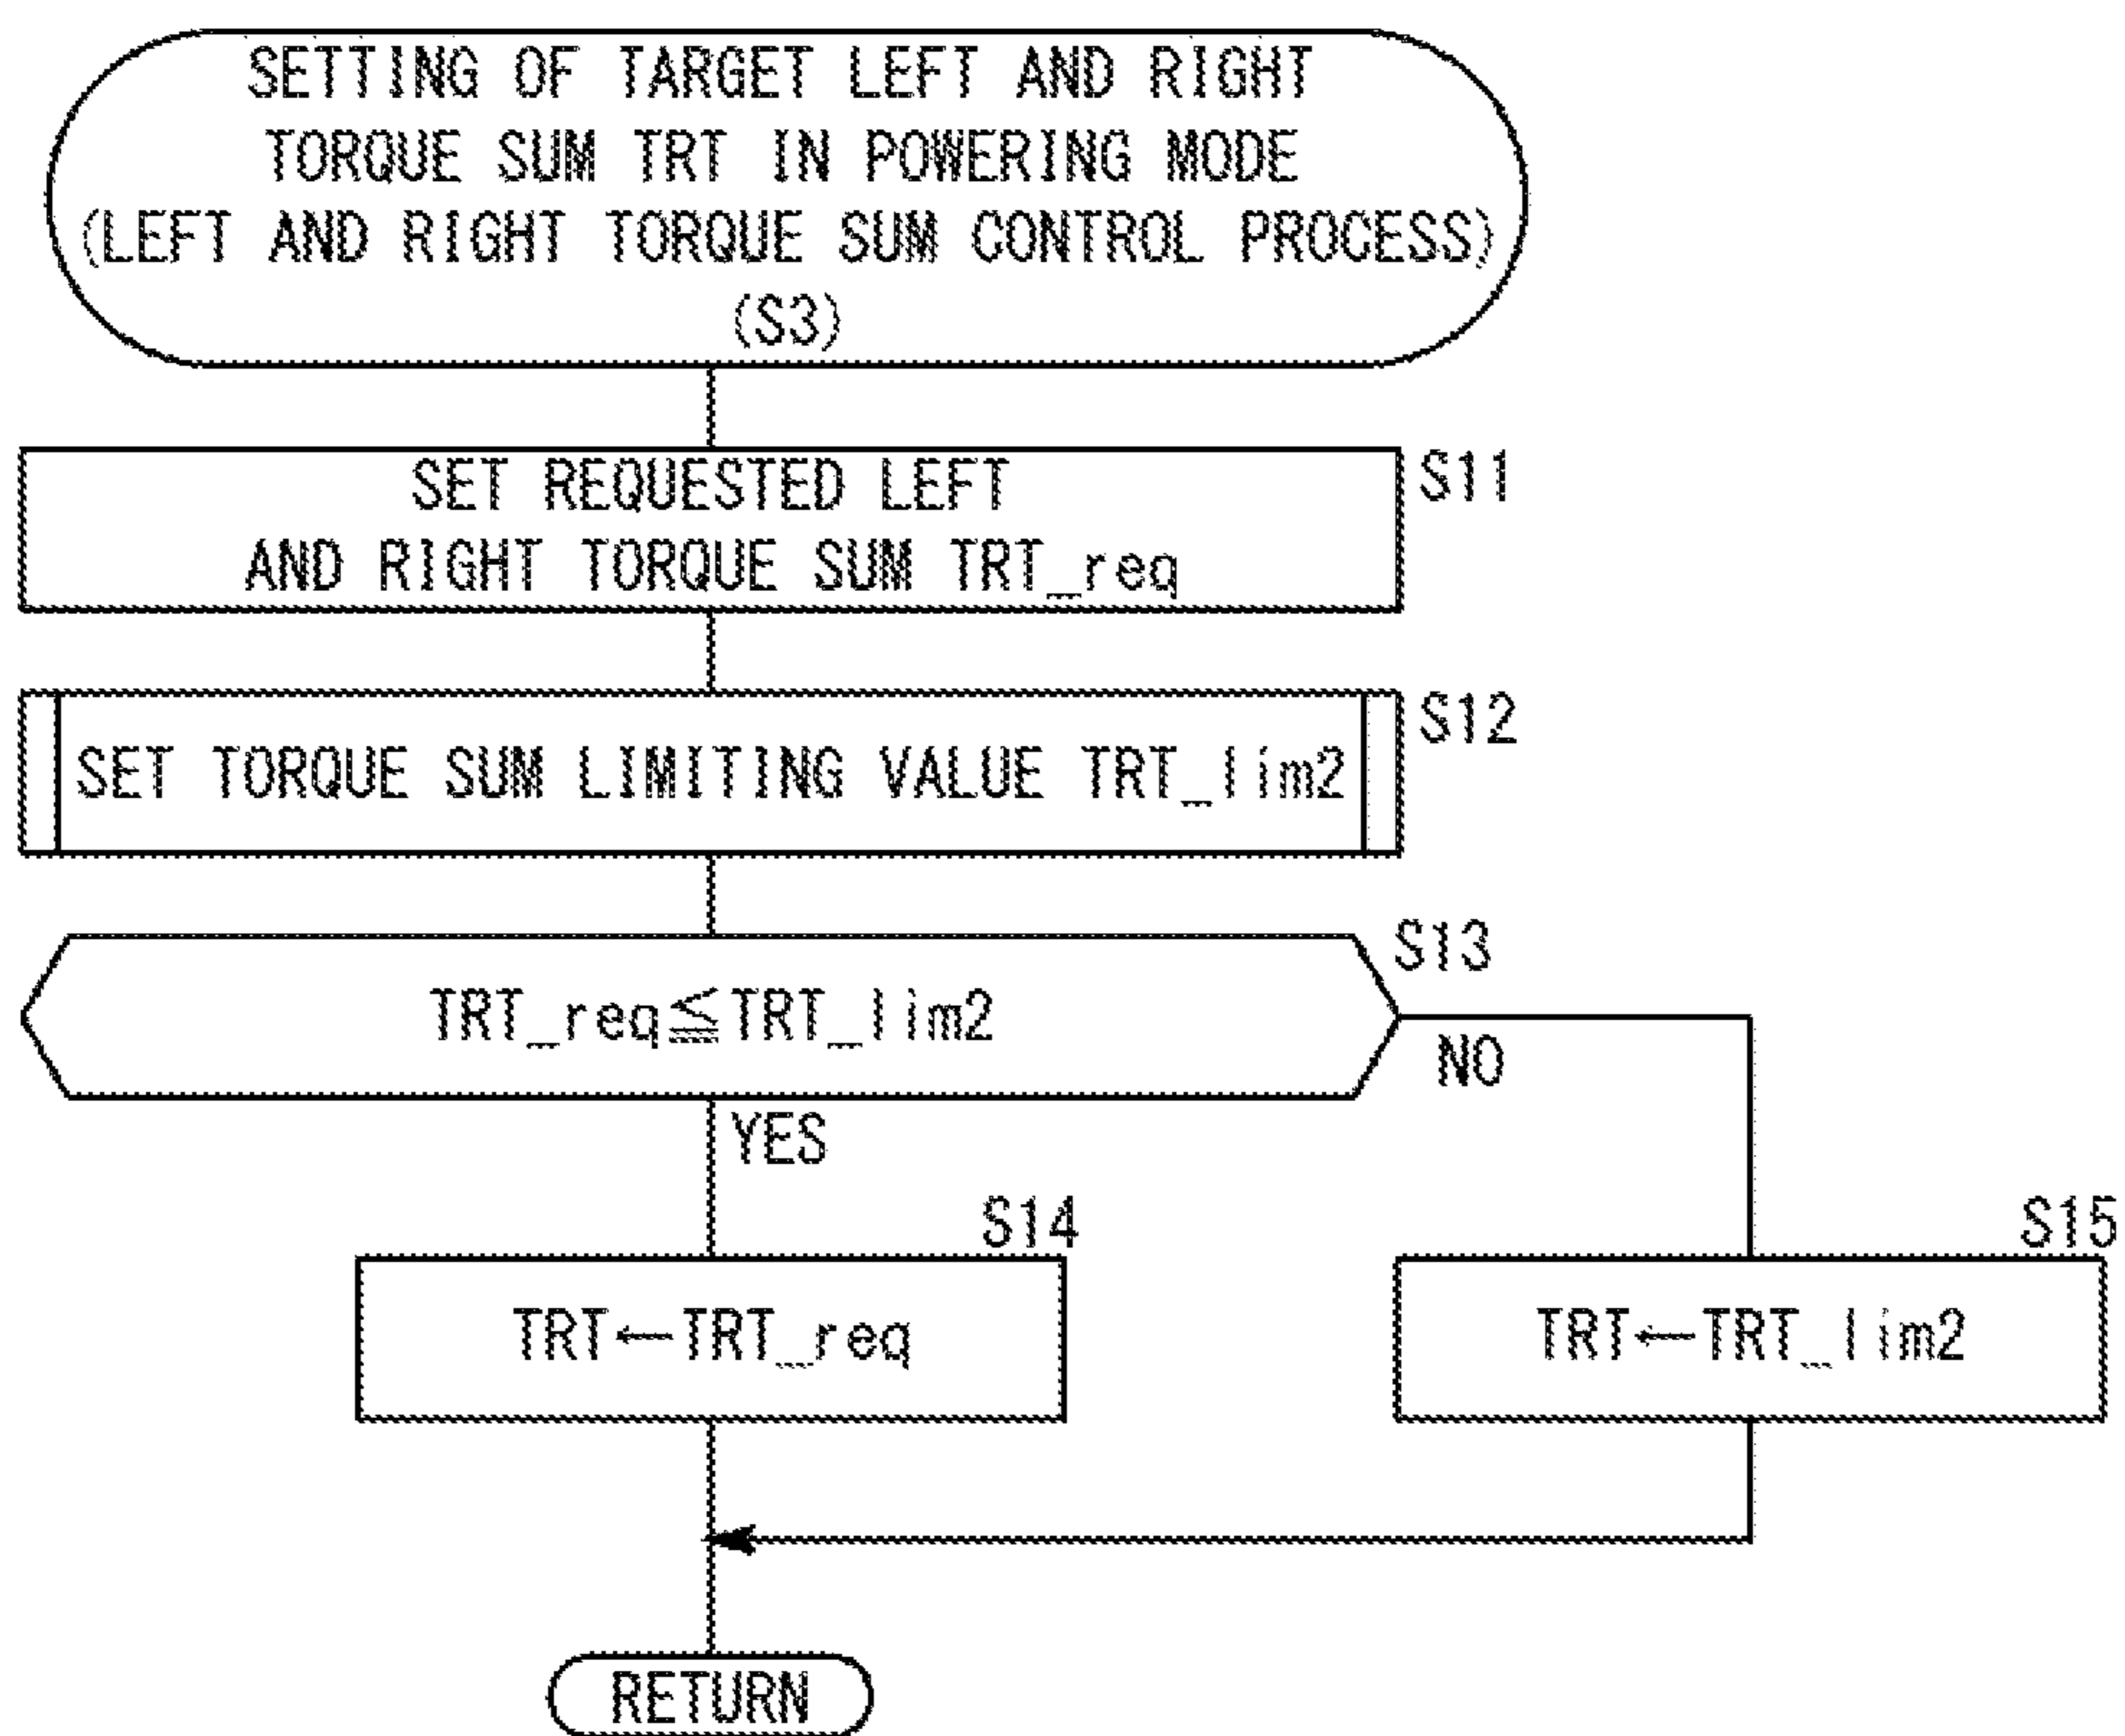 SETTING OF TARGET LEFT AND RIGHT
TORQUE SUM TRT IN POWERING MODE
(LEFT AND RIGHT TORQUE SUM CONTROL PROCESS)
(S3)
SET REQUESTED LEFT
AND RIGHT TORQUE SUM TRT_req
S11
SET TORQUE SUM LIMITING VALUE TRT_lim2
S12
TRT_req≦TRT_lim2
S13
NO
YES
S14
TRT←TRT_req
S15
TRT←TRT_lim2
RETURN